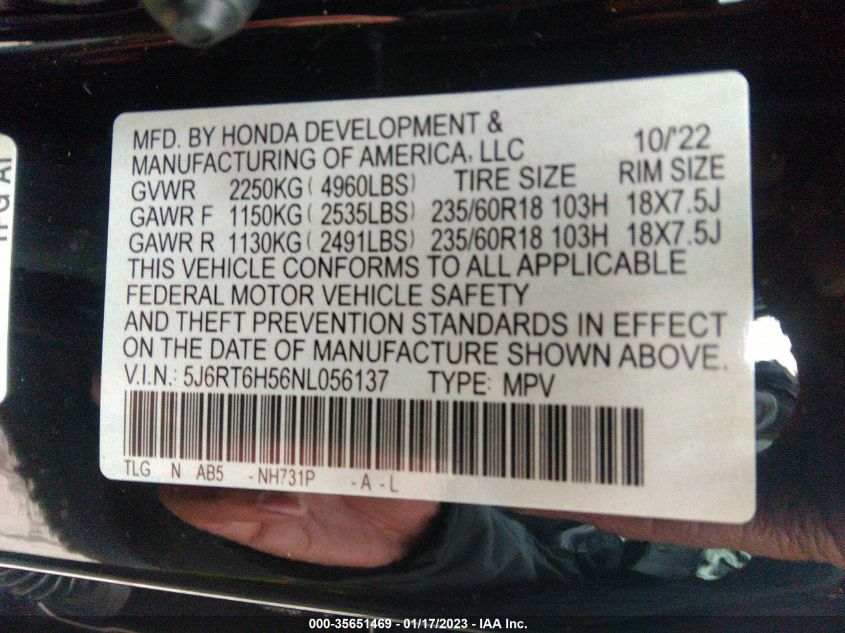 MFD. BY HONDA DEVELOPMENT &
MANUFACTURING OF AMERICA, LLC 10/'22
GVWR 2250KG ( 4960LBS) TIRE SIZE RIM SIZE
GAWR F 1150KG ( 2535LBS) 235/60R18 103H 18X7.5J
GAWR R 1130KG ( 2491LBS) 235/60R18 103H 18X7.5J
THIS VEHICLE CONFORMS TO ALL APPLICABLE
FEDERAL MOTOR VEHICLE SAFETY
AND THEFT PREVENTION STANDARDS IN EFFECT
ON THE DATE OF MANUFACTURE SHOWN ABOVE.
V.I.N.: 5J6RT6H56NL056137 TYPE: MPV
TLG N AB5 -NH731P -A -L
000-35651469 - 01/17/2023 - IAA Inc.